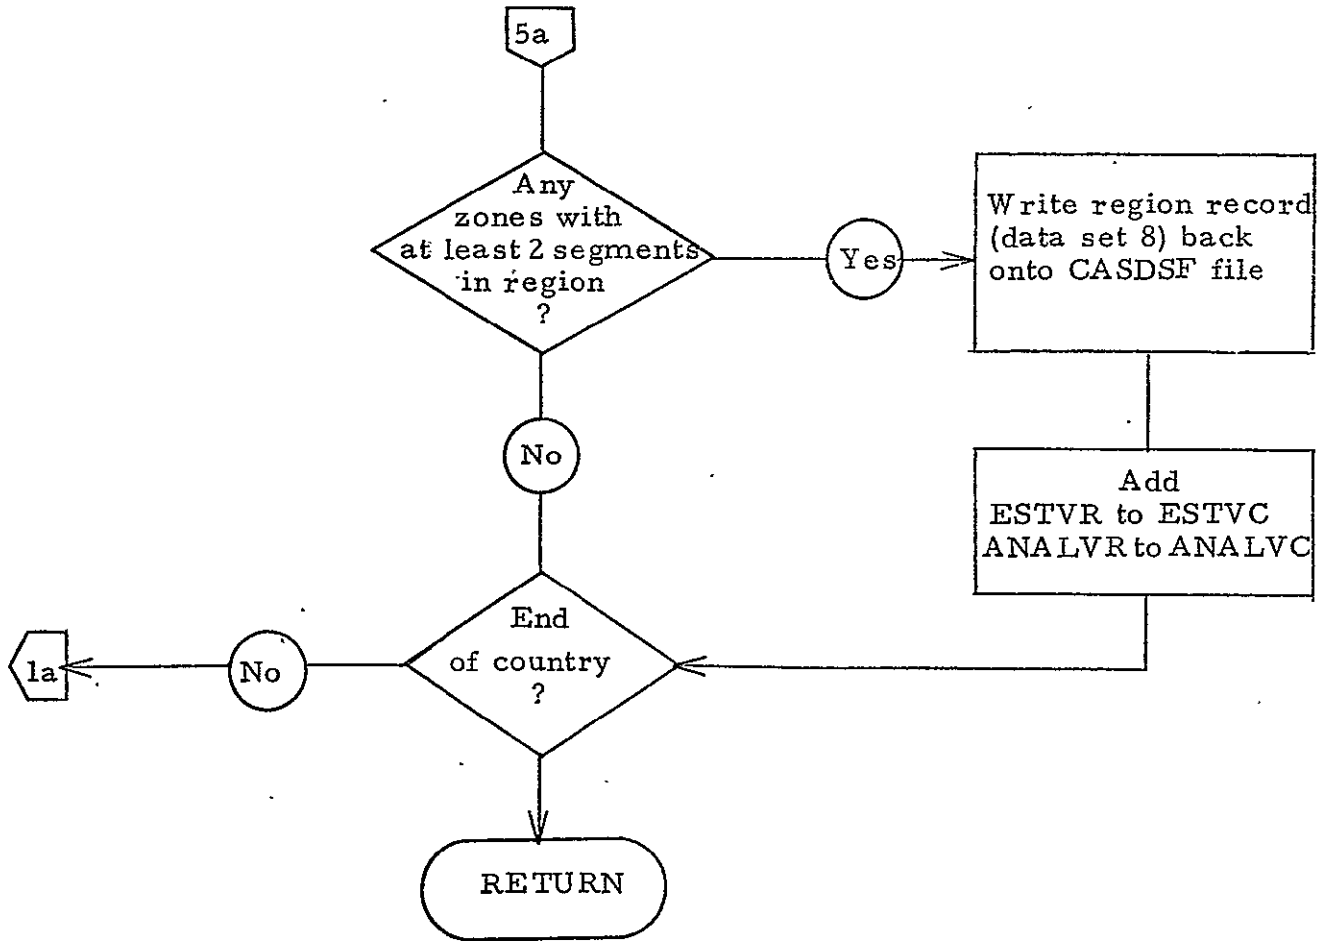 5a
Any
zones with
at least 2 segments
in region
?
Yes
Write region record
(data set 8) back
onto CASDSF file
No
Add
ESTVR to ESTVC
ANALVR to ANALVC
End
of country
?
No
1a
RETURN